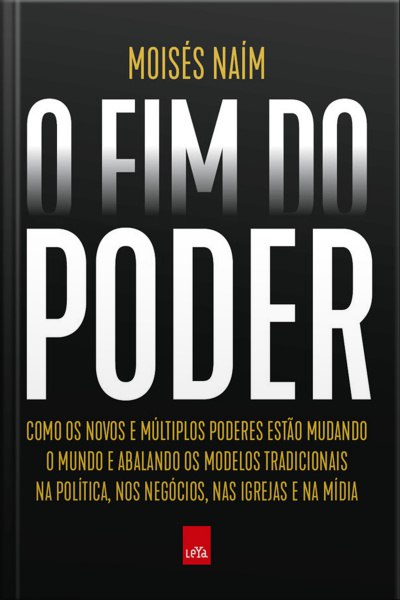 MOISÉS NAÍM
O FIM DO
PODER
COMO OS NOVOS E MÚLTIPLOS PODERES ESTÃO MUDANDO
O MUNDO E ABALANDO OS MODELOS TRADICIONAIS
NA POLÍTICA, NOS NEGÓCIOS, NAS IGREJAS E NA MÍDIA
LeYa